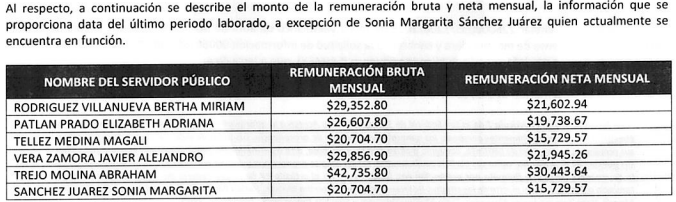 Al respecto, a continuación se describe el monto de la remuneración bruta y neta mensual, la información que se
proporciona data del último periodo laborado, a excepción de Sonia Margarita Sánchez Juárez quien actualmente se
encuentra en función.
NOMBRE DEL SERVIDOR PÚBLICO REMUNERACIÓN BRUTA MENSUAL REMUNERACIÓN NETA MENSUAL
RODRIGUEZ VILLANUEVA BERTHA MIRIAM $29,352.80 $21,602.94
PATLAN PRADO ELIZABETH ADRIANA $26,607.80 $19,738.67
TELLEZ MEDINA MAGALI $20,704.70 $15,729.57
VERA ZAMORA JAVIER ALEJANDRO $29,856.90 $21,945.26
TREJO MOLINA ABRAHAM $42,735.80 $30,443.64
SANCHEZ JUAREZ SONIA MARGARITA $20,704.70 $15,729.57